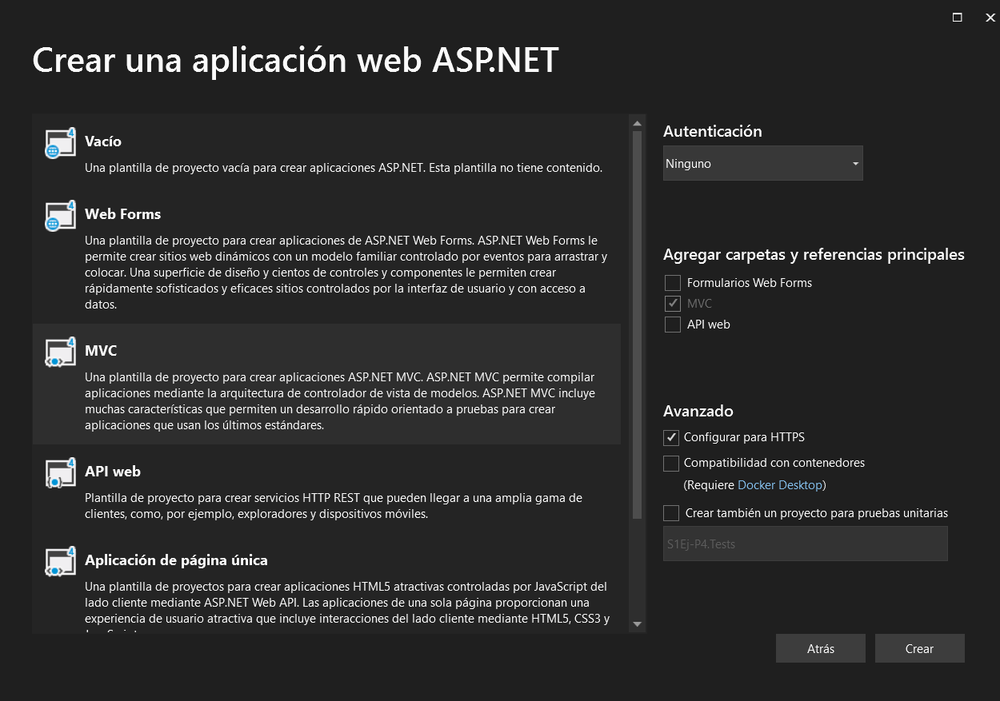 Crear una aplicación web ASP.NET
Vacío
Una plantilla de proyecto vacía para crear aplicaciones ASP.NET. Esta plantilla no tiene contenido.
Web Forms
Una plantilla de proyecto para crear aplicaciones de ASP.NET Web Forms. ASP.NET Web Forms le
permite crear sitios web dinámicos con un modelo familiar controlado por eventos para arrastrar y
colocar. Una superficie de diseño y cientos de controles y componentes le permiten crear
rápidamente sofisticados y eficaces sitios controlados por la interfaz de usuario y con acceso a
datos.
MVC
Una plantilla de proyecto para crear aplicaciones ASP.NET MVC. ASP.NET MVC permite compilar
aplicaciones mediante la arquitectura de controlador de vista de modelos. ASP.NET MVC incluye
muchas características que permiten un desarrollo rápido orientado a pruebas para crear
aplicaciones que usan los últimos estándares.
API web
Plantilla de proyecto para crear servicios HTTP REST que pueden llegar a una amplia gama de
clientes, como, por ejemplo, exploradores y dispositivos móviles.
Aplicación de página única
Una plantilla de proyectos para crear aplicaciones HTML5 atractivas controladas por JavaScript del
lado cliente mediante ASP.NET Web API. Las aplicaciones de una sola página proporcionan una
experiencia de usuario atractiva que incluye interacciones del lado cliente mediante HTML5, CSS3 y
Autenticación
Ninguno
Agregar carpetas y referencias principales
Formularios Web Forms
MVC
API web
Avanzado
Configurar para HTTPS
Compatibilidad con contenedores
(Requiere Docker Desktop)
Crear también un proyecto para pruebas unitarias
S1Ej-P4.Tests
Atrás
Crear